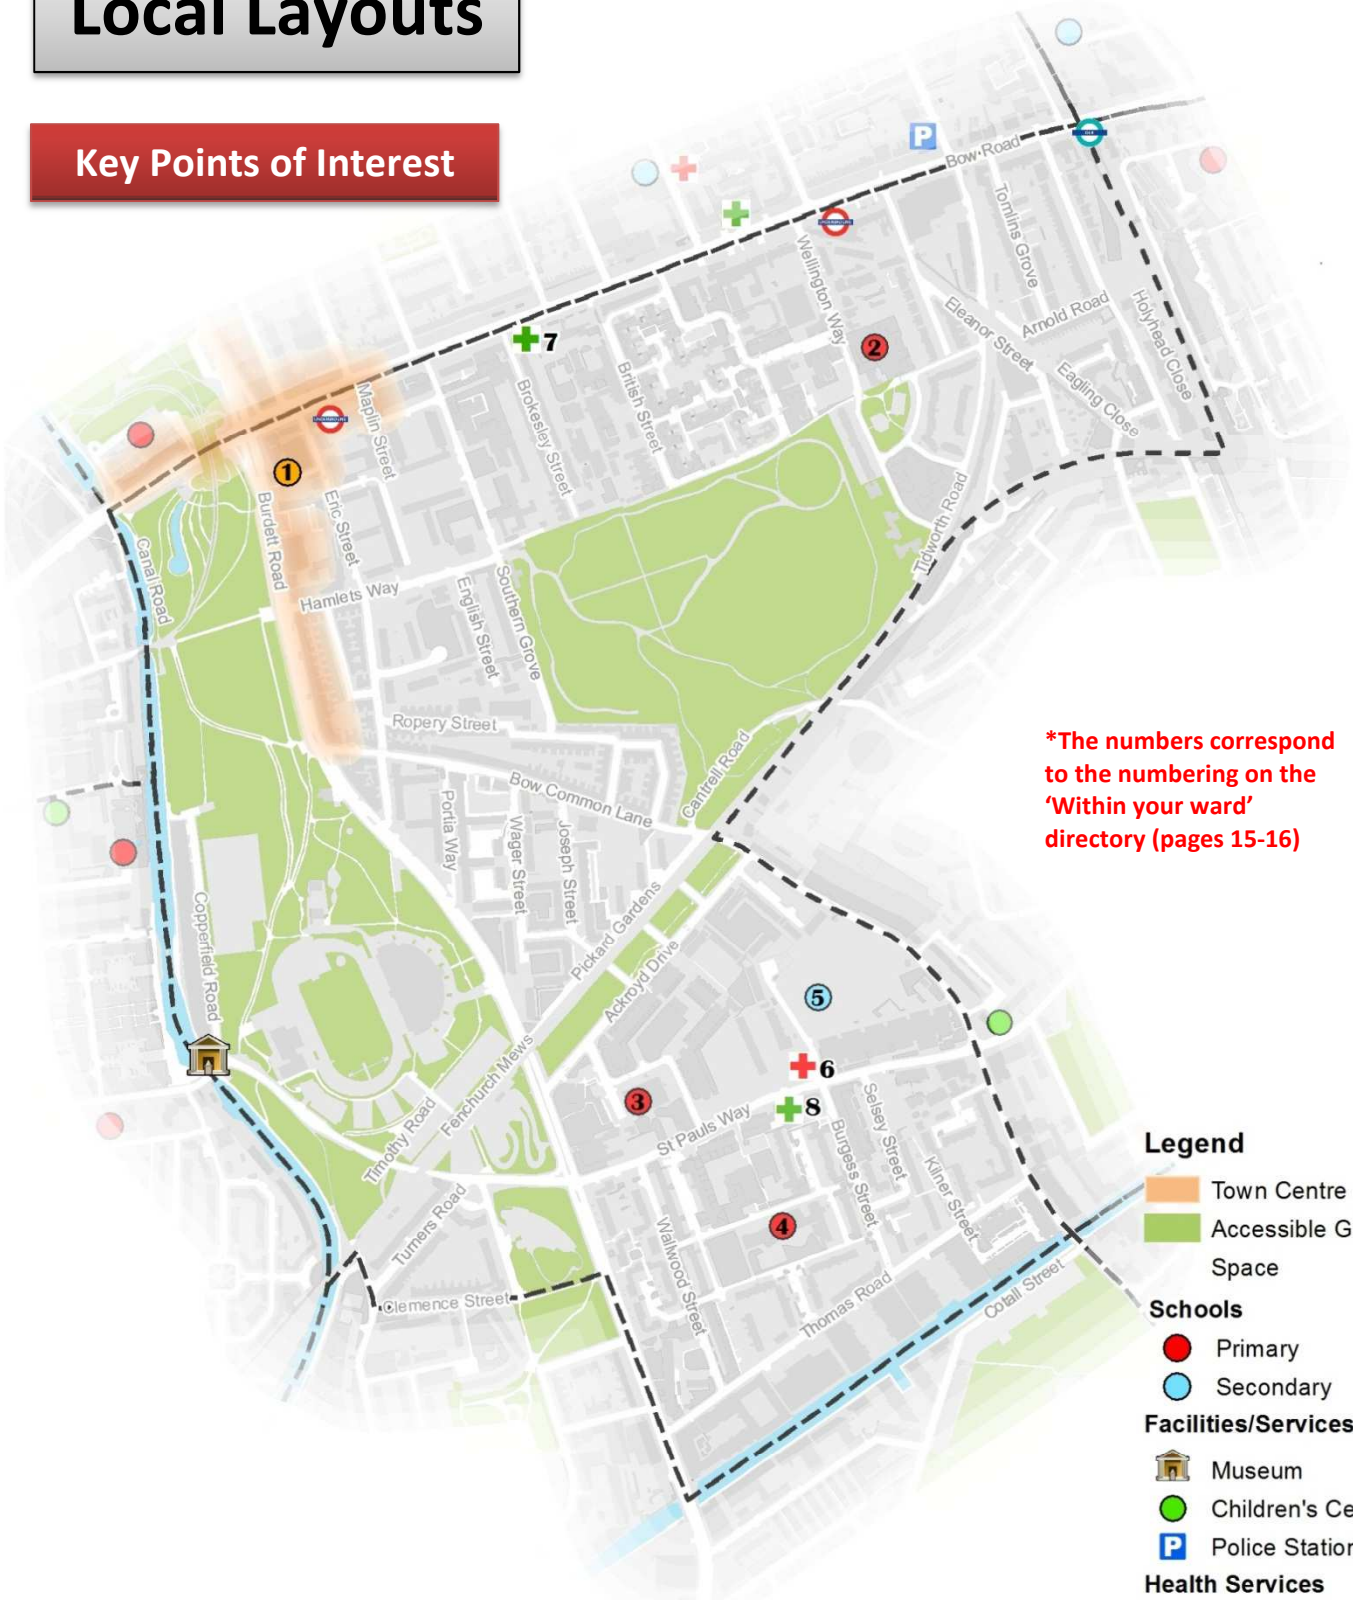 Local Layouts
Key Points of Interest
P
Bow Road
Tomlins Grove
Wellington Way
Eleanor Street
Arnold Road
Holyhead Close
Eagling Close
2
7
British Street
Brokesley Street
Maplin Street
1
Eric Street
Burdett Road
Canal Road
Hamlets Way
English Street
Southern Grove
Tidworth Road
Ropery Street
Bow Common Lane
Cantrell Road
*The numbers correspond
to the numbering on the
‘Within your ward’
directory (pages 15-16)
Portia Way
Wager Street
Joseph Street
Copperfield Road
Pickard Gardens
Ackroyd Drive
5
Fenchurch Mews
6
3
8
St Pauls Way
Timothy Road
Selsey Street
Burgess Street
Kilner Street
Turners Road
Wallwood Street
4
Clemence Street
Thomas Road
Cotall Street
Legend
Town Centre
Accessible G
Space
Schools
Primary
Secondary
Facilities/Services
Museum
Children's Ce
P Police Station
Health Services